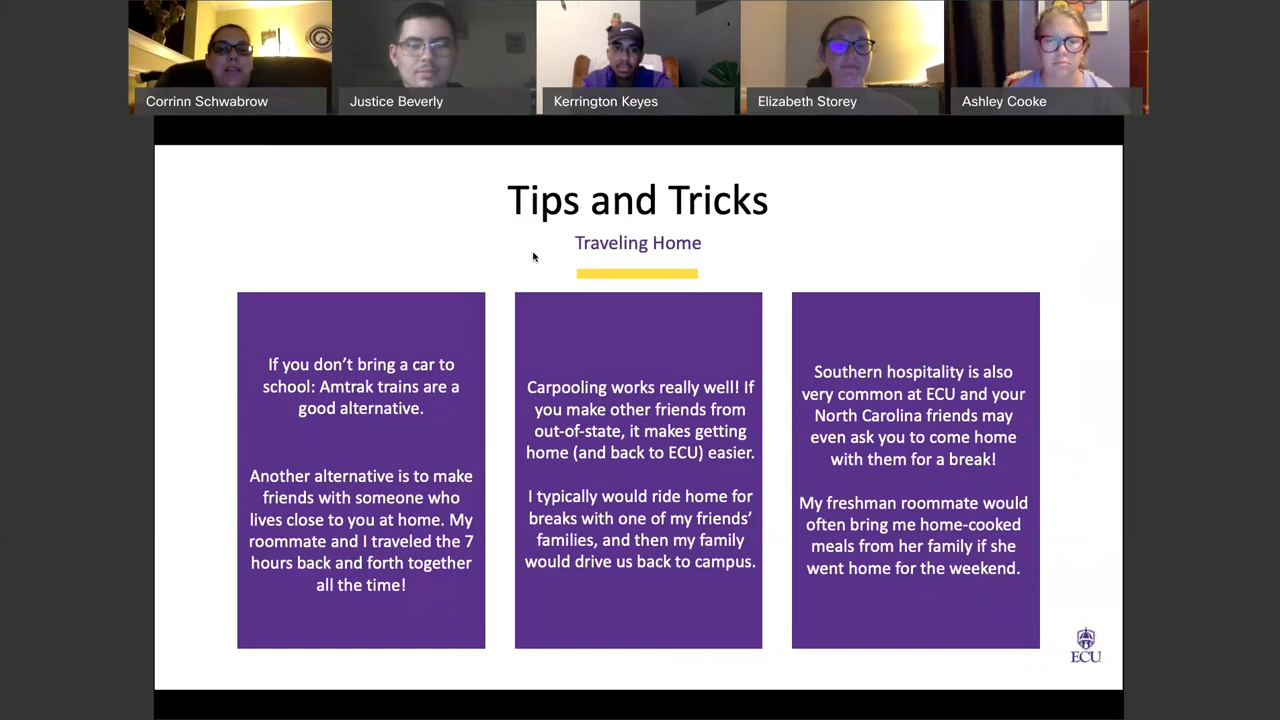 Corrinn Schwabrow
Justice Beverly
Kerrington Keyes
Elizabeth Storey
Ashley Cooke
Tips and Tricks
Traveling Home
If you don’t bring a car to
school: Amtrak trains are a
good alternative.
Another alternative is to make
friends with someone who
lives close to you at home. My
roommate and I traveled the 7
hours back and forth together
all the time!
Carpooling works really well! If
you make other friends from
out-of-state, it makes getting
home (and back to ECU) easier.
I typically would ride home for
breaks with one of my friends’
families, and then my family
would drive us back to campus.
Southern hospitality is also
very common at ECU and your
North Carolina friends may
even ask you to come home
with them for a break!
My freshman roommate would
often bring me home-cooked
meals from her family if she
went home for the weekend.
ECU